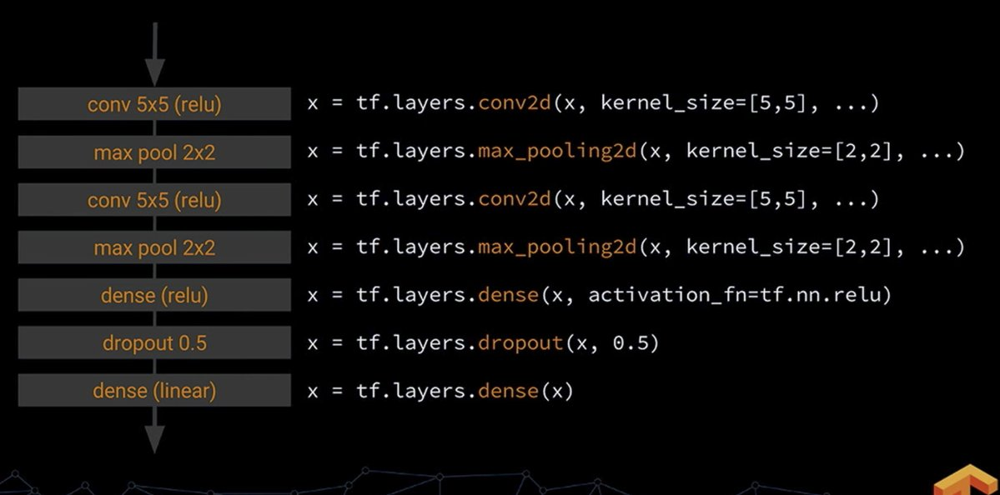 conv 5x5 (relu) x = tf.layers.conv2d(x, kernel_size=[5,5], ...)
max pool 2x2 x = tf.layers.max_pooling2d(x, kernel_size=[2,2], ...)
conv 5x5 (relu) x = tf.layers.conv2d(x, kernel_size=[5,5], ...)
max pool 2x2 x = tf.layers.max_pooling2d(x, kernel_size=[2,2], ...)
dense (relu) x = tf.layers.dense(x, activation_fn=tf.nn.relu)
dropout 0.5 x = tf.layers.dropout(x, 0.5)
dense (linear) x = tf.layers.dense(x)